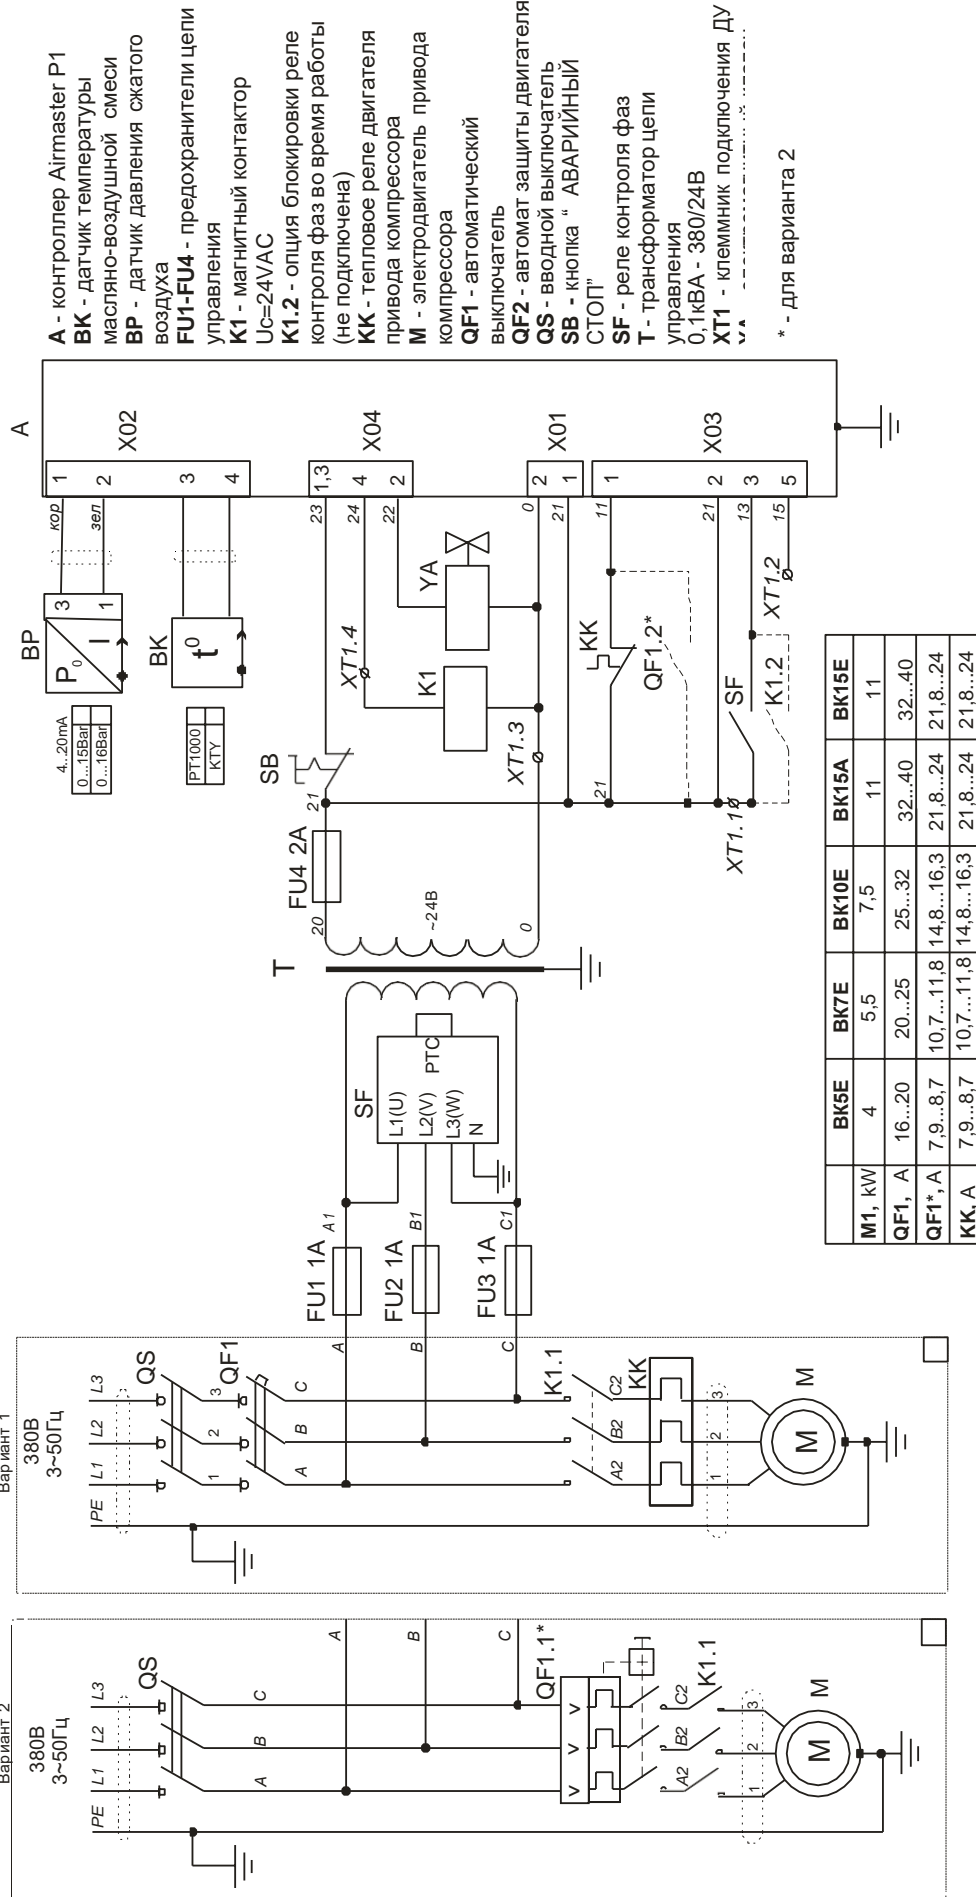 Вариант 2
380В
3~50Гц
PE
L1
L2
L3
QS
A
B
C
A
B
C
QF1.1*
V
V
V
A2
B2
C2
K1.1
1
2
3
M
M
Вариант 1
380В
3~50Гц
PE
L1
L2
L3
QS
1
2
3
QF1
A
B
C
A
B
C
K1.1
A2
B2
C2
KK
1
2
3
M
M
FU1 1A
FU2 1A
FU3 1A
A1
B1
C1
SF
L1(U)
L2(V)
L3(W)
N
PTC
T
20
~24В
0
FU4 2A
21
SB
4...20mA
0...15Bar
0...16Bar
BP
P
0
I
3
1
кор
зел
PT1000
KTY
BK
t⁰
A
1
2
3
4
X02
1,3
4
2
X04
2
1
X01
1
2
3
5
X03
23
24
22
0
21
11
21
13
15
XT1.4
K1
YA
XT1.3
21
KK
QF1.2*
XT1.1
SF
K1.2
XT1.2
A - контроллер Airmaster P1
BK - датчик температуры
масляно-воздушной смеси
BP - датчик давления сжатого
воздуха
FU1-FU4 - предохранители цепи
управления
K1 - магнитный контактор
Uc=24VAC
K1.2 - опция блокировки реле
контроля фаз во время работы
(не подключена)
KK - тепловое реле двигателя
привода компрессора
M - электродвигатель привода
компрессора
QF1 - автоматический
выключатель
QF2 - автомат защиты двигателя
QS - вводной выключатель
SB - кнопка “ АВАРИЙНЫЙ
СТОП”
SF - реле контроля фаз
T - трансформатор цепи
управления
0,1кВА - 380/24В
XT1 - клеммник подключения ДУ
* - для варианта 2
ВК5Е ВК7Е ВК10Е ВК15А ВК15Е
M1, kW 4 5,5 7,5 11 11
QF1, A 16...20 20...25 25...32 32...40 32...40
QF1*, A 7,9...8,7 10,7...11,8 14,8...16,3 21,8...24 21,8...24
KK, A 7,9...8,7 10,7...11,8 14,8...16,3 21,8...24 21,8...24